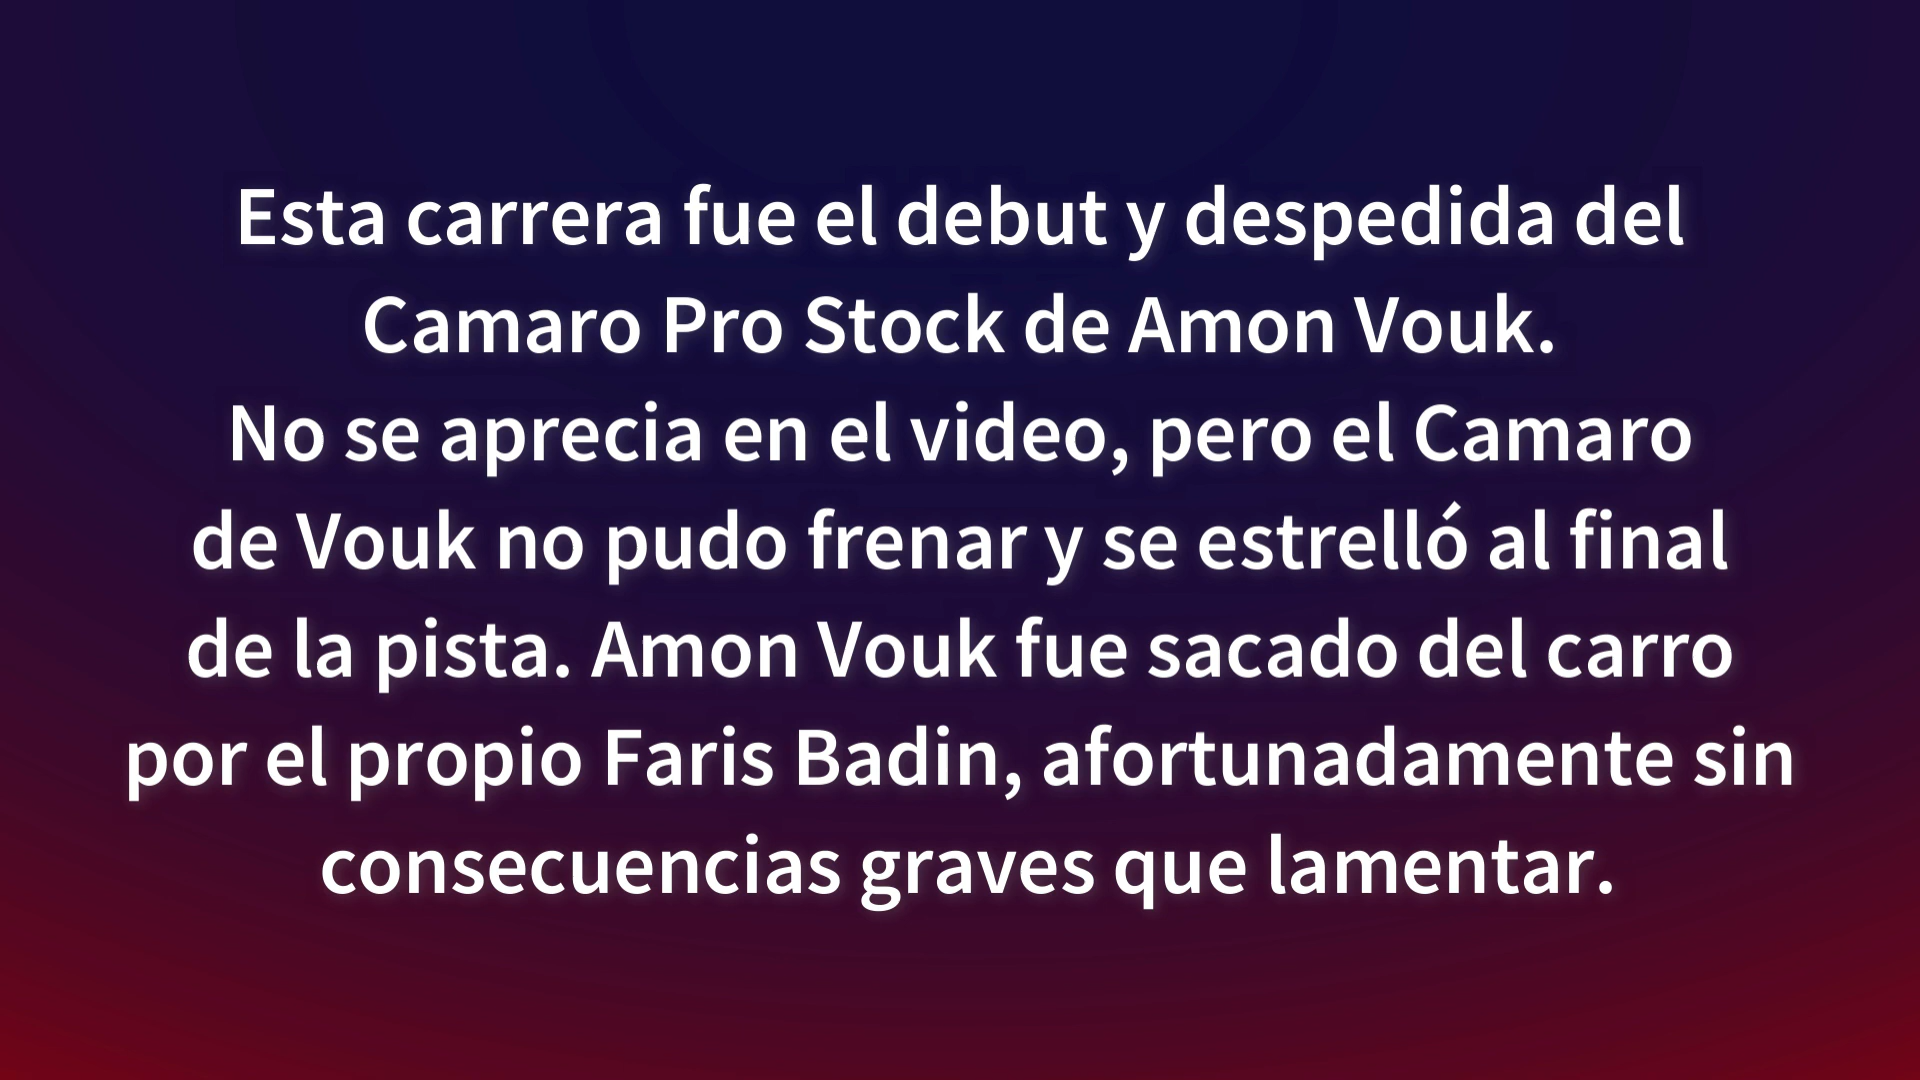 Esta carrera fue el debut y despedida del
Camaro Pro Stock de Amon Vouk.
No se aprecia en el video, pero el Camaro
de Vouk no pudo frenar y se estrelló al final
de la pista. Amon Vouk fue sacado del carro
por el propio Faris Badin, afortunadamente sin
consecuencias graves que lamentar.